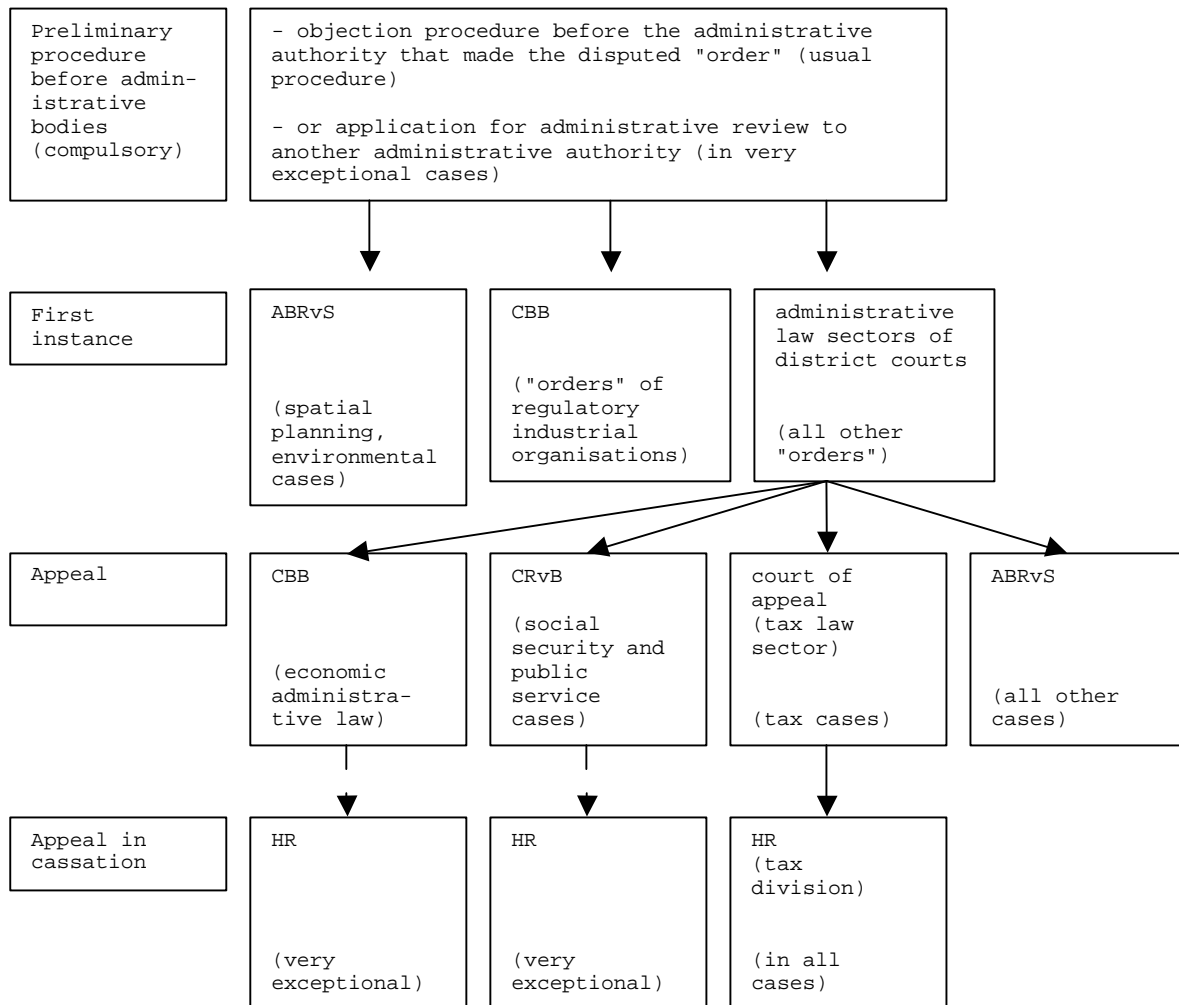 Preliminary
procedure
before admin-
istrative
bodies
(compulsory)
- objection procedure before the administrative
authority that made the disputed "order" (usual
procedure)
- or application for administrative review to
another administrative authority (in very
exceptional cases)
First
instance
ABRvS
(spatial
planning,
environmental
cases)
CBB
("orders" of
regulatory
industrial
organisations)
administrative
law sectors of
district courts
(all other
"orders")
Appeal
CBB
(economic
administra-
tive law)
CRvB
(social
security and
public
service
cases)
court of
appeal
(tax law
sector)
(tax cases)
ABRvS
(all other
cases)
Appeal in
cassation
HR
(very
exceptional)
HR
(very
exceptional)
HR
(tax
division)
(in all
cases)